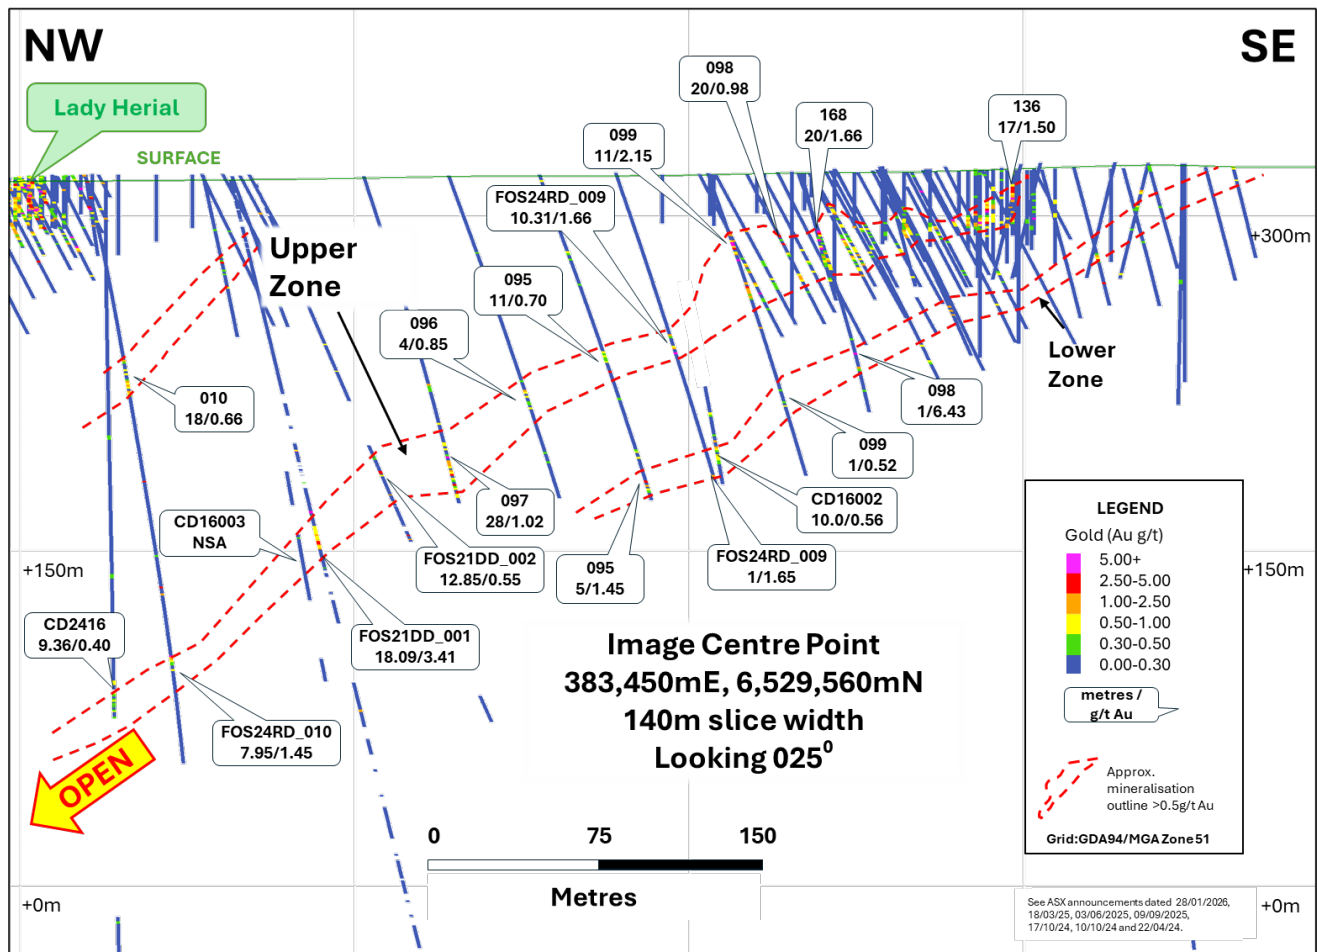 NW
SE
Lady Herial
SURFACE
098
20/0.98
168
20/1.66
136
17/1.50
099
11/2.15
FOS24RD_009
10.31/1.66
+300m
Upper
Zone
095
11/0.70
096
4/0.85
Lower
Zone
010
18/0.66
098
1/6.43
099
1/0.52
097
28/1.02
CD16002
10.0/0.56
CD16003
NSA
FOS21DD_002
12.85/0.55
095
5/1.45
FOS24RD_009
1/1.65
+150m
+150m
CD2416
9.36/0.40
FOS21DD_001
18.09/3.41
FOS24RD_010
7.95/1.45
OPEN
Image Centre Point
383,450mE, 6,529,560mN
140m slice width
Looking 025⁰
LEGEND
Gold (Au g/t)
5.00+
2.50-5.00
1.00-2.50
0.50-1.00
0.30-0.50
0.00-0.30
metres /
g/t Au
Approx.
mineralisation
outline >0.5g/t Au
Grid:GDA94/MGA Zone 51
0 75 150
Metres
+0m
+0m
See ASX announcements dated 28/01/2026,
18/03/25, 03/06/2025, 09/09/2025,
17/10/24, 10/10/24 and 22/04/24.